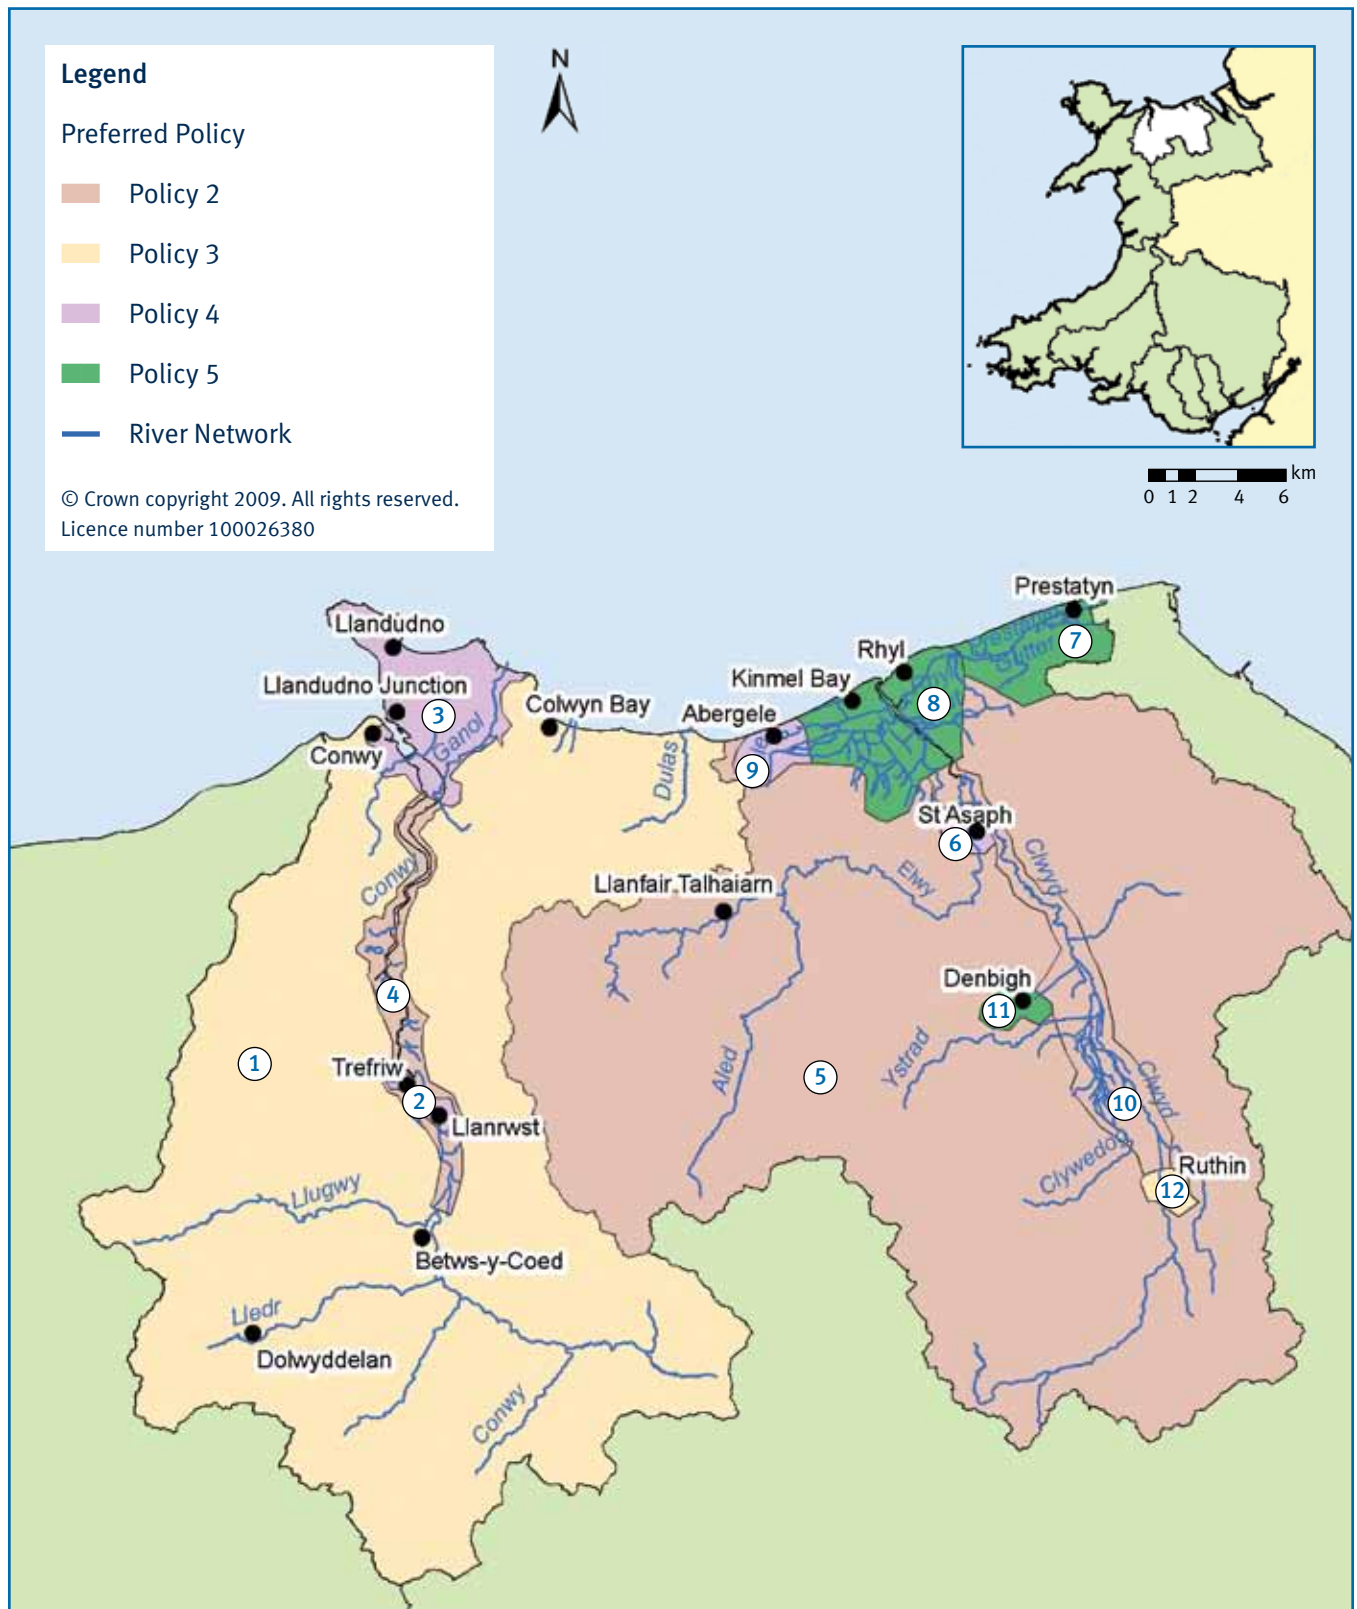 Legend
Preferred Policy
Policy 2
Policy 3
Policy 4
Policy 5
River Network
© Crown copyright 2009. All rights reserved.
Licence number 100026380
N
km
0 1 2 4 6
Prestatyn
Llandudno
Rhyl
Prestatyn
Gutter
7
Llandudno Junction
Kinmel Bay
Rhyl
8
3
Colwyn Bay
Abergele
Ganol
Conwy
Dulas
9
St Asaph
6
Clwyd
Conwy
Llanfair Talhaiarn
Elwy
Denbigh
4
11
1
Trefriw
Aled
5
Ystrad
Clwyd
2
10
Llanrwst
Clywedog
Ruthin
Llugwy
12
Betws-y-Coed
Lledr
Dolwyddelan
Conwy